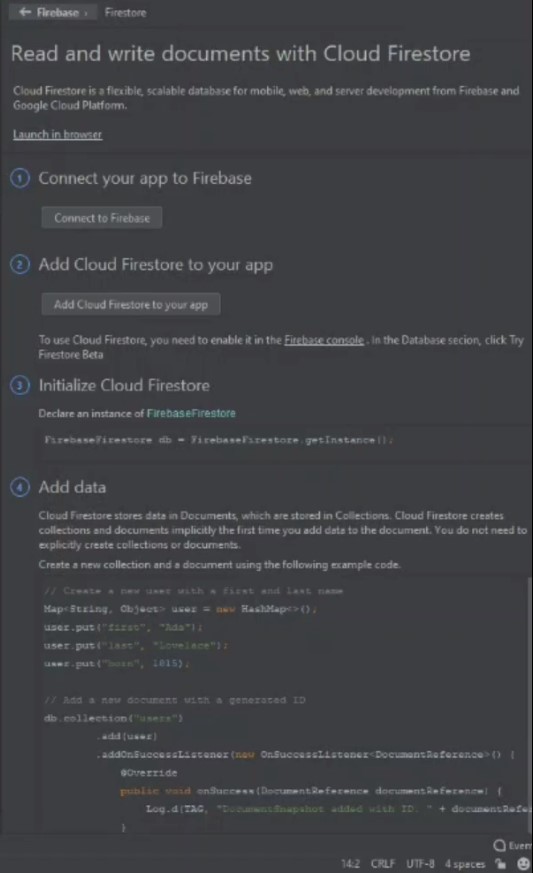 ← Firebase › Firestore
Read and write documents with Cloud Firestore
Cloud Firestore is a flexible, scalable database for mobile, web, and server development from Firebase and
Google Cloud Platform.
Launch in browser
1 Connect your app to Firebase
Connect to Firebase
2 Add Cloud Firestore to your app
Add Cloud Firestore to your app
To use Cloud Firestore, you need to enable it in the Firebase console . In the Database secion, click Try
Firestore Beta
3 Initialize Cloud Firestore
Declare an instance of FirebaseFirestore
FirebaseFirestore db = FirebaseFirestore.getInstance();
4 Add data
Cloud Firestore stores data in Documents, which are stored in Collections. Cloud Firestore creates
collections and documents implicitly the first time you add data to the document. You do not need to
explicitly create collections or documents.
Create a new collection and a document using the following example code.
// Create a new user with a first and last name
Map<String, Object> user = new HashMap<>();
user.put("first", "Ada");
user.put("last", "Lovelace");
user.put("born", 1815);
// Add a new document with a generated ID
db.collection("users")
.add(user)
.addOnSuccessListener(new OnSuccessListener<DocumentReference>() {
@Override
public void onSuccess(DocumentReference documentReference) {
Log.d(TAG, "DocumentSnapshot added with ID: " + documentRefe
}
Even
14:2 CRLF UTF-8 4 spaces